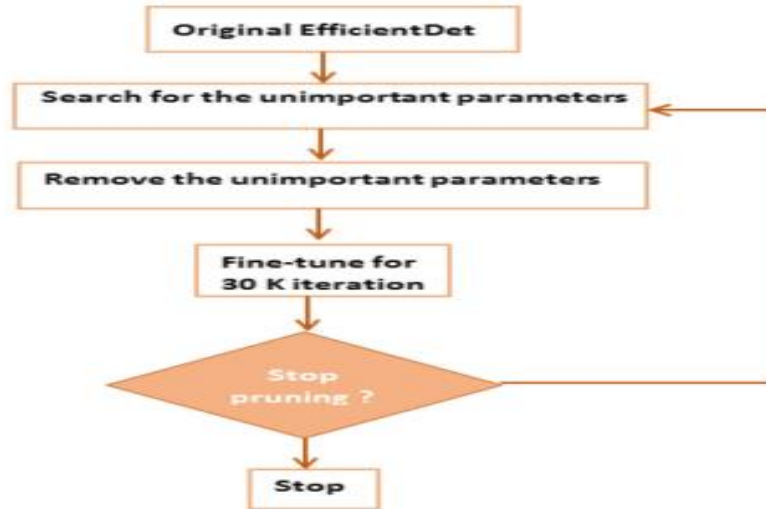 Original EfficientDet
Search for the unimportant parameters
Remove the unimportant parameters
Fine-tune for
30 K iteration
Stop
pruning ?
Stop